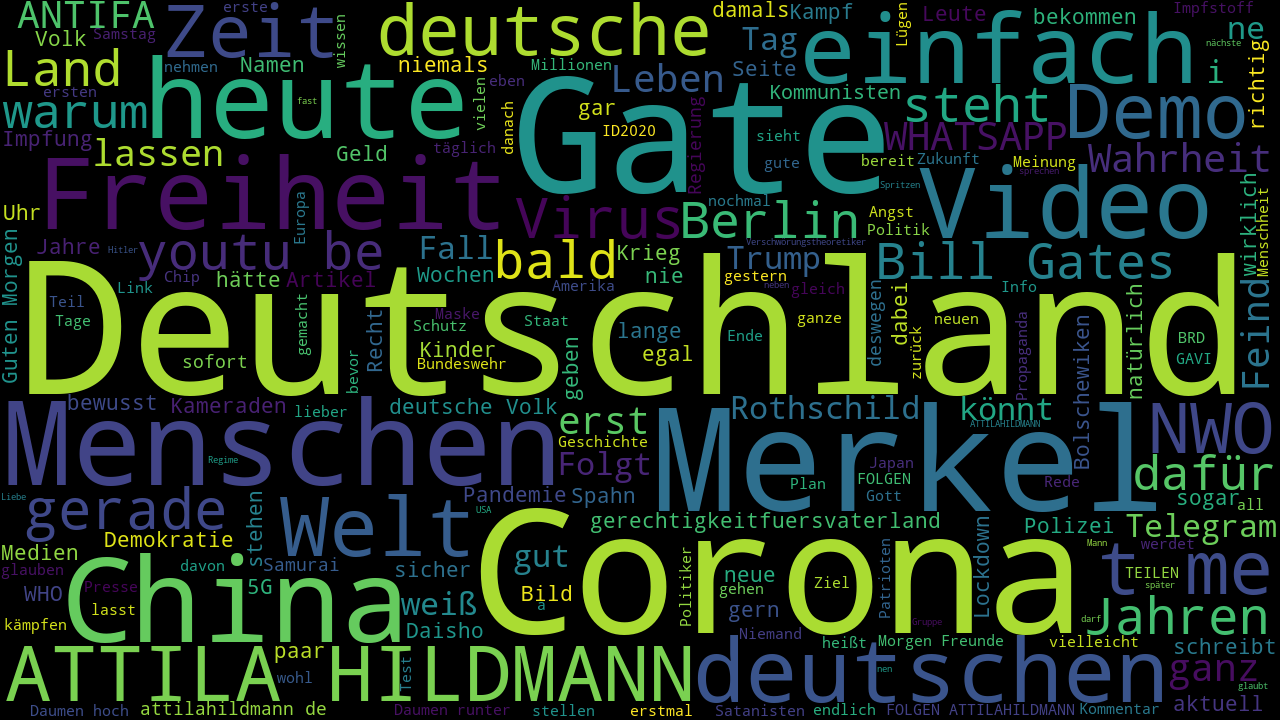 ANTIFA
Zeit
erste
deutsche
damals
Kampf
Lügen
Leute
bekommen
Impfstoff
ne
Volk
Samstag
wissen
Tag
einfach
nächste
Land
nehmen
Namen
niemals
Millionen
Leben
Seite
i
richtig
ersten
heute
fast
vielen
eben
Gate
gar
Kommunisten
steht
Demo
warum
danach
ID2020
Regierung
sieht
WHATSAPP
Impfung
lassen
Geld
täglich
gute
bereit
Zukunft
Meinung
Wahrheit
sprechen
Freiheit
Spritzen
Video
wirklich
Menschheit
Uhr
Europa
Virus
nochmal
Berlin
Angst
Politik
Guten Morgen
Jahre
Hitler
youtu be
Fall
bald
Krieg
Verschwörungstheoretiker
Trump
Bill Gates
Chip
hätte
Artikel
Wochen
Amerika
nie
gestern
Link
neben
gleich
Info
Teil
Tage
Deutschland
gemacht
Recht
Maske
Schutz
Staat
lange
ganze
deswegen
dabei
neuen
Propaganda
natürlich
BRD
Feind
sofort
bevor
Kinder
Bundeswehr
geben
egal
Ende
zurück
GAVI
Menschen
bewusst
Kameraden
lieber
deutsche Volk
erst
Rothschild
könnt
ATTILAHILDMANN
Bolschewiken
NWO
Geschichte
Merkel
Regime
Folgt
Japan
FOLGEN
Rede
dafür
Liebe
gerade
Welt
Pandemie
Spahn
Plan
Gott
sogar
all
USA
stehen
gerechtigkeitfuersvaterland
Lockdown
Polizei
Telegram
Demokratie
Medien
glauben
China
davon
Samurai
sicher
gut
Corona
Politiker
neue
Ziel
Patrioten
Mann
werdet
t me
TEILEN
später
Presse
5G
WHO
lasst
weiß
Bild
a
gehen
gern
Gruppe
darf
Jahren
kämpfen
Daisho
Niemand
heißt
Morgen Freunde
vielleicht
schreibt
ATTILA HILDMANN
paar
Test
wohl
deutschen
nen
ganz
glaubt
Daumen hoch
attilahildmann de
Daumen runter
stellen
erstmal
Satanisten
endlich
FOLGEN ATTILAHILDMANN
Kommentar
aktuell